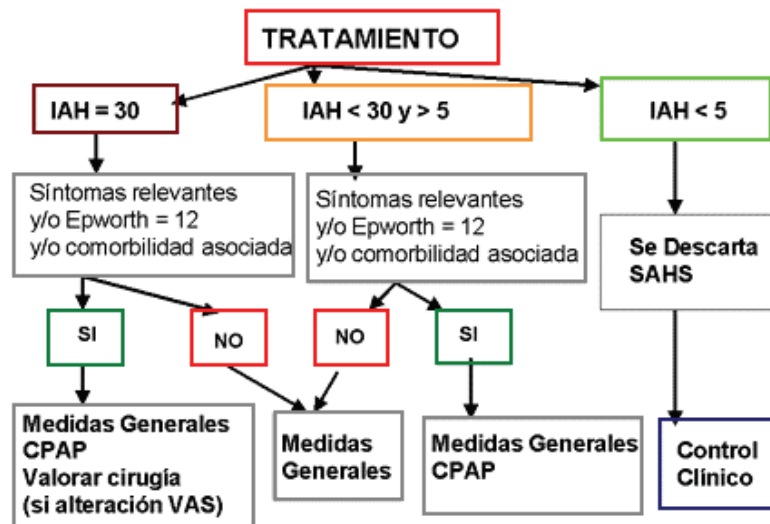 TRATAMIENTO
IAH = 30
IAH < 30 y > 5
IAH < 5
Síntomas relevantes
y/o Epworth = 12
y/o comorbilidad asociada
Síntomas relevantes
y/o Epworth = 12
y/o comorbilidad asociada
Se Descarta
SAHS
SI
NO
NO
SI
Medidas Generales
CPAP
Valorar cirugía
(si alteración VAS)
Medidas
Generales
Medidas Generales
CPAP
Control
Clínico